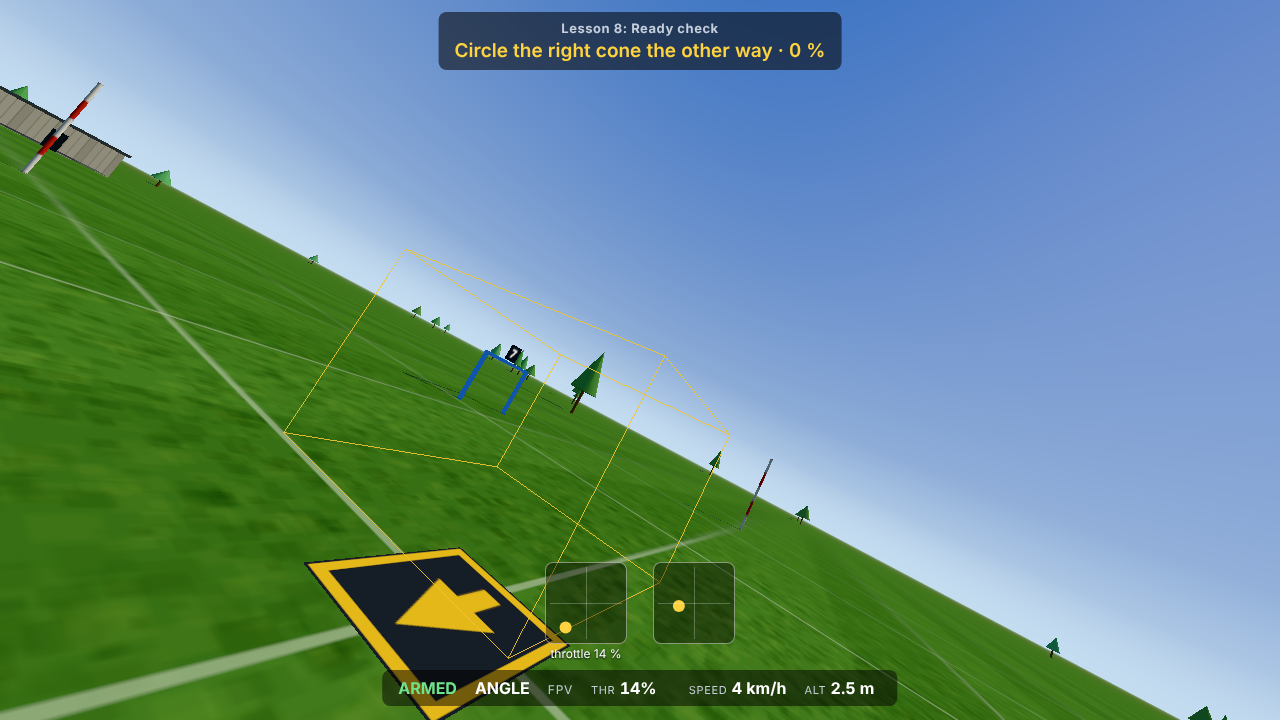 Lesson 8: Ready check
Circle the right cone the other way · 0 %
7
throttle 14 %
ARMED ANGLE FPV THR 14% SPEED 4 km/h ALT 2.5 m